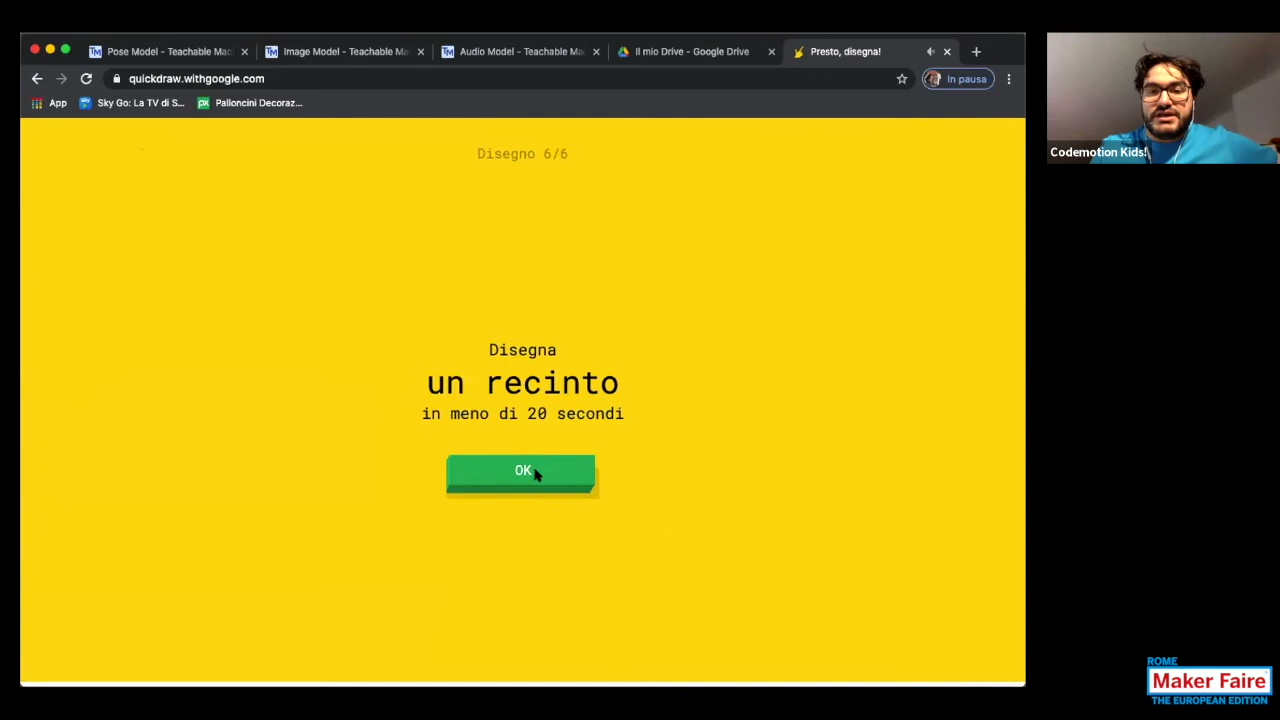 Pose Model - Teachable Mac
Image Model - Teachable Ma
Audio Model - Teachable Ma
Il mio Drive - Google Drive
Presto, disegna!
quickdraw.withgoogle.com
In pausa
App
Sky Go: La TV di S...
px
Palloncini Decoraz...
Codemotion Kids!
Disegno 6/6
Disegna
un recinto
in meno di 20 secondi
OK
ROME
Maker Faire
THE EUROPEAN EDITION